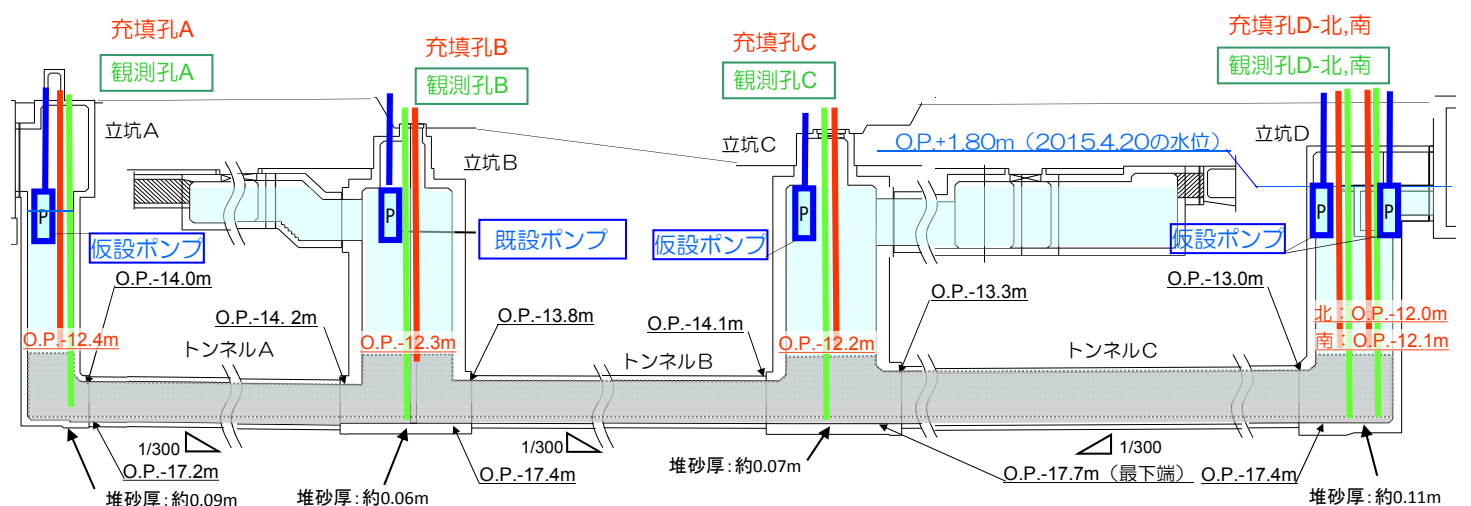 充填孔A
観測孔A
充填孔B
観測孔B
充填孔C
観測孔C
充填孔D-北,南
観測孔D-北,南
立坑A
立坑B
立坑C
立坑D
O.P.+1.80m（2015.4.20の水位）
P
P
P
P
P
仮設ポンプ
既設ポンプ
仮設ポンプ
仮設ポンプ
O.P.-14.0m
O.P.-14. 2m
O.P.-13.8m
O.P.-14.1m
O.P.-13.3m
O.P.-13.0m
O.P.-12.4m
O.P.-12.3m
O.P.-12.2m
北：O.P.-12.0m
南：O.P.-12.1m
トンネルA
トンネルB
トンネルC
1/300
1/300
1/300
O.P.-17.2m
O.P.-17.4m
O.P.-17.7m（最下端）
O.P.-17.4m
堆砂厚：約0.09m
堆砂厚：約0.06m
堆砂厚：約0.07m
堆砂厚：約0.11m